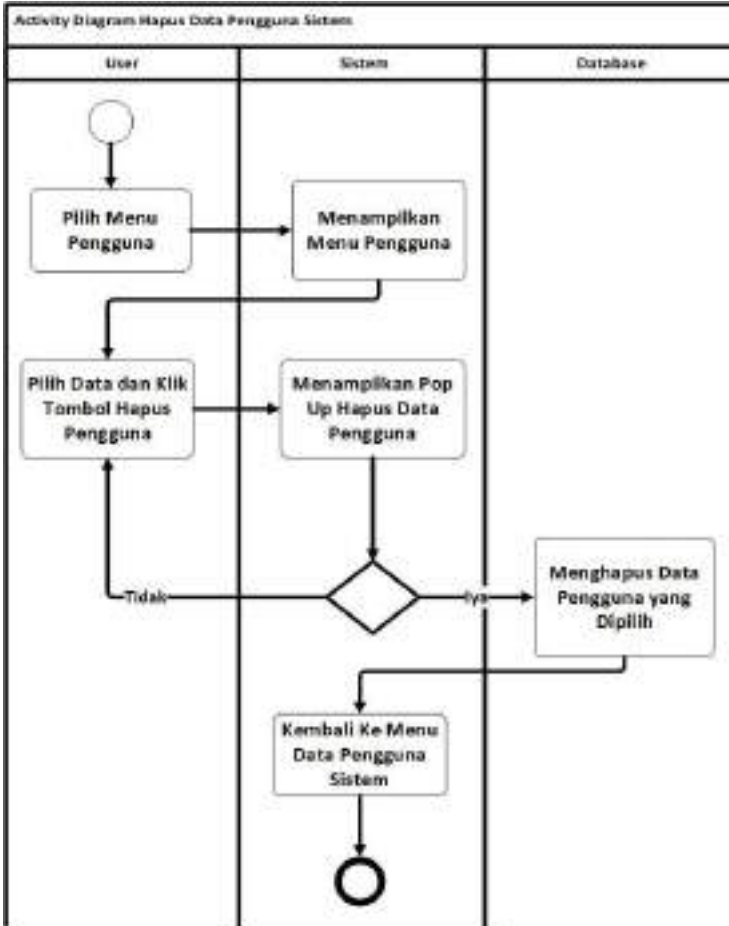 Activity Diagram Hapus Data Pengguna Sistem
User
Sistem
Database
Pilih Menu
Pengguna
Menampilkan
Menu Pengguna
Pilih Data dan Klik
Tombol Hapus
Pengguna
Menampilkan Pop
Up Hapus Data
Pengguna
Tidak
Iya
Menghapus Data
Pengguna yang
Dipilih
Kembali Ke Menu
Data Pengguna
Sistem